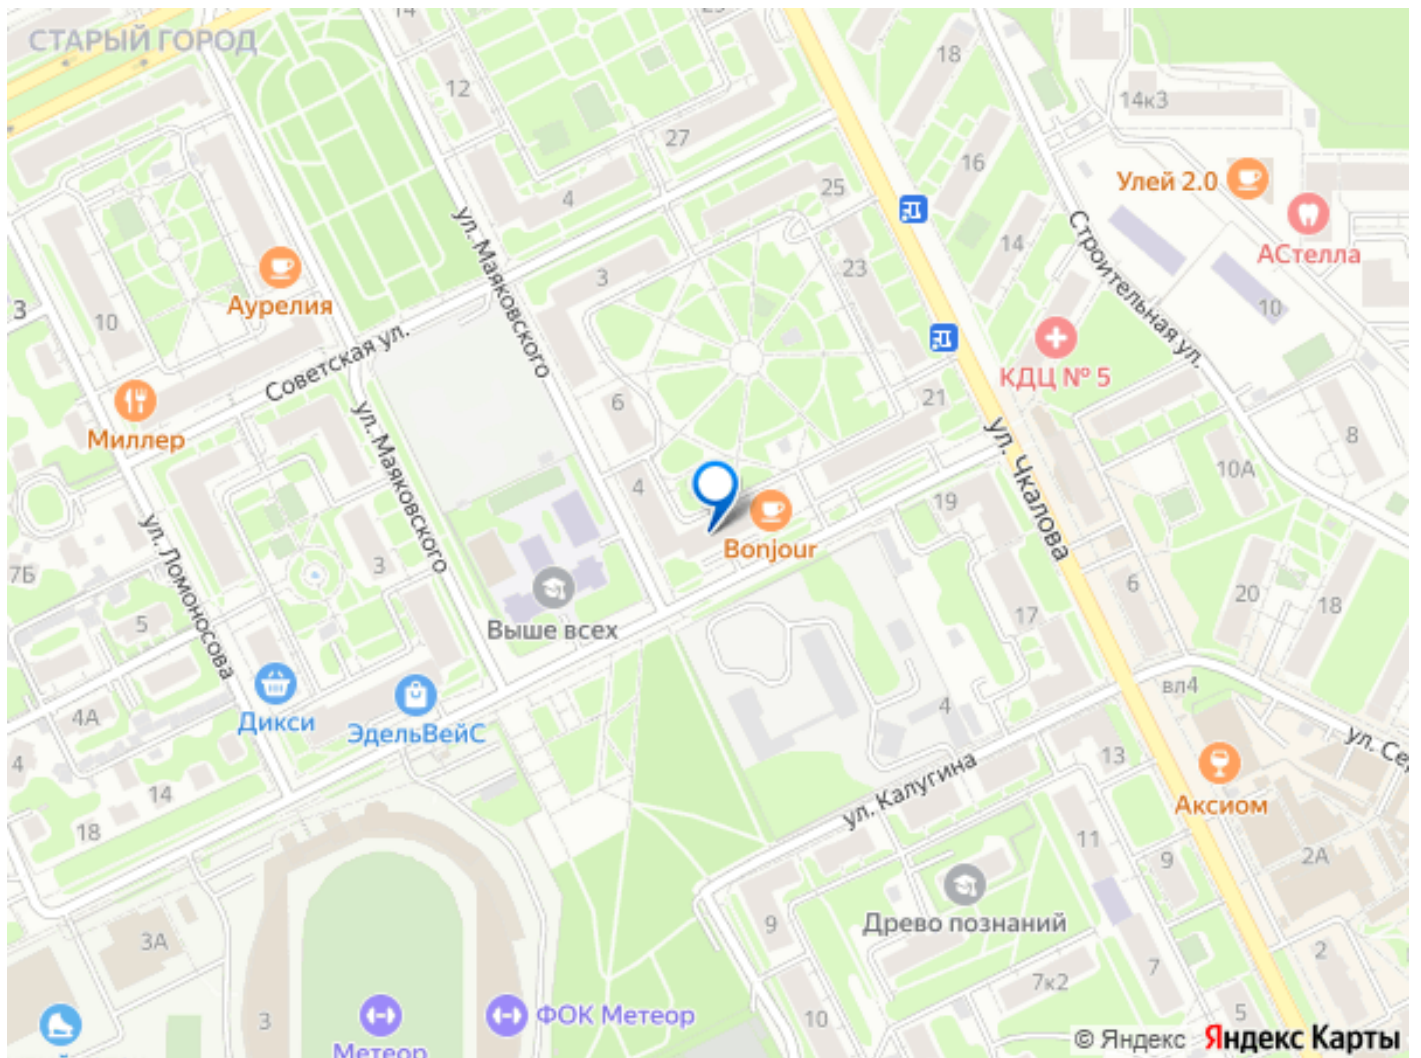 СТАРЫЙ ГОРОД
14
12
18
14к3
27
16
Улей 2.0
4
25
ул. Маяковского
Строительная ул.
14
АСтелла
3
23
Аурелия
3
10
10
Советская ул.
КДЦ № 5
6
21
Миллер
ул. Маяковского
ул. Чкалова
8
10А
4
19
ул. Ломоносова
Bonjour
3
7Б
6
20
18
17
5
Выше всех
вл4
4А
Дикси
ЭдельВейС
4
ул. Се
13
4
14
ул. Калугина
Аксиом
18
11
9
2А
Древо познаний
9
3А
2
7
7к2
3
ФОК Метеор
10
5
Метеор
© Яндекс Яндекс Карты